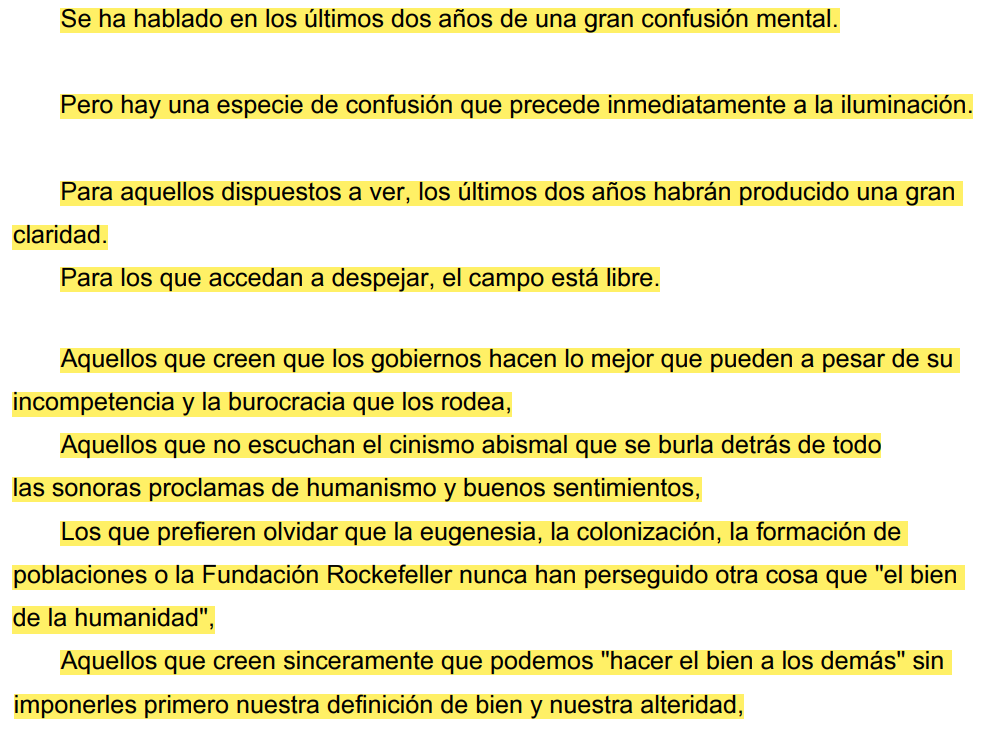 Se ha hablado en los últimos dos años de una gran confusión mental.
Pero hay una especie de confusión que precede inmediatamente a la iluminación.
Para aquellos dispuestos a ver, los últimos dos años habrán producido una gran
claridad.
Para los que accedan a despejar, el campo está libre.
Aquellos que creen que los gobiernos hacen lo mejor que pueden a pesar de su
incompetencia y la burocracia que los rodea,
Aquellos que no escuchan el cinismo abismal que se burla detrás de todo
las sonoras proclamas de humanismo y buenos sentimientos,
Los que prefieren olvidar que la eugenesia, la colonización, la formación de
poblaciones o la Fundación Rockefeller nunca han perseguido otra cosa que "el bien
de la humanidad",
Aquellos que creen sinceramente que podemos "hacer el bien a los demás" sin
imponerles primero nuestra definición de bien y nuestra alteridad,